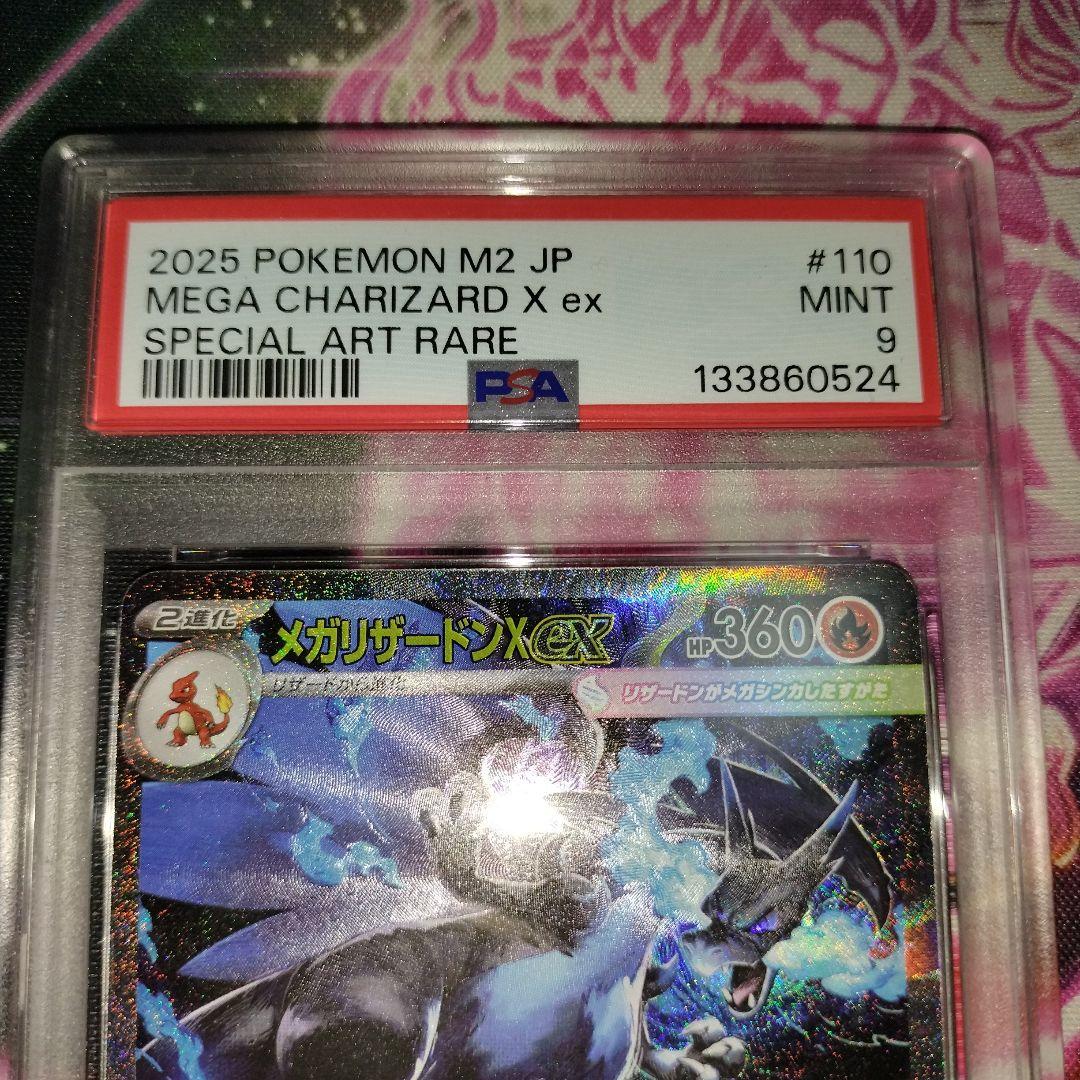 2025 POKEMON M2 JP #110
MEGA CHARIZARD X ex MINT
SPECIAL ART RARE 9
PSA 133860524
2進化 メガリザードンXex HP360
リザードから進化 リザードンがメガシンカしたすがた